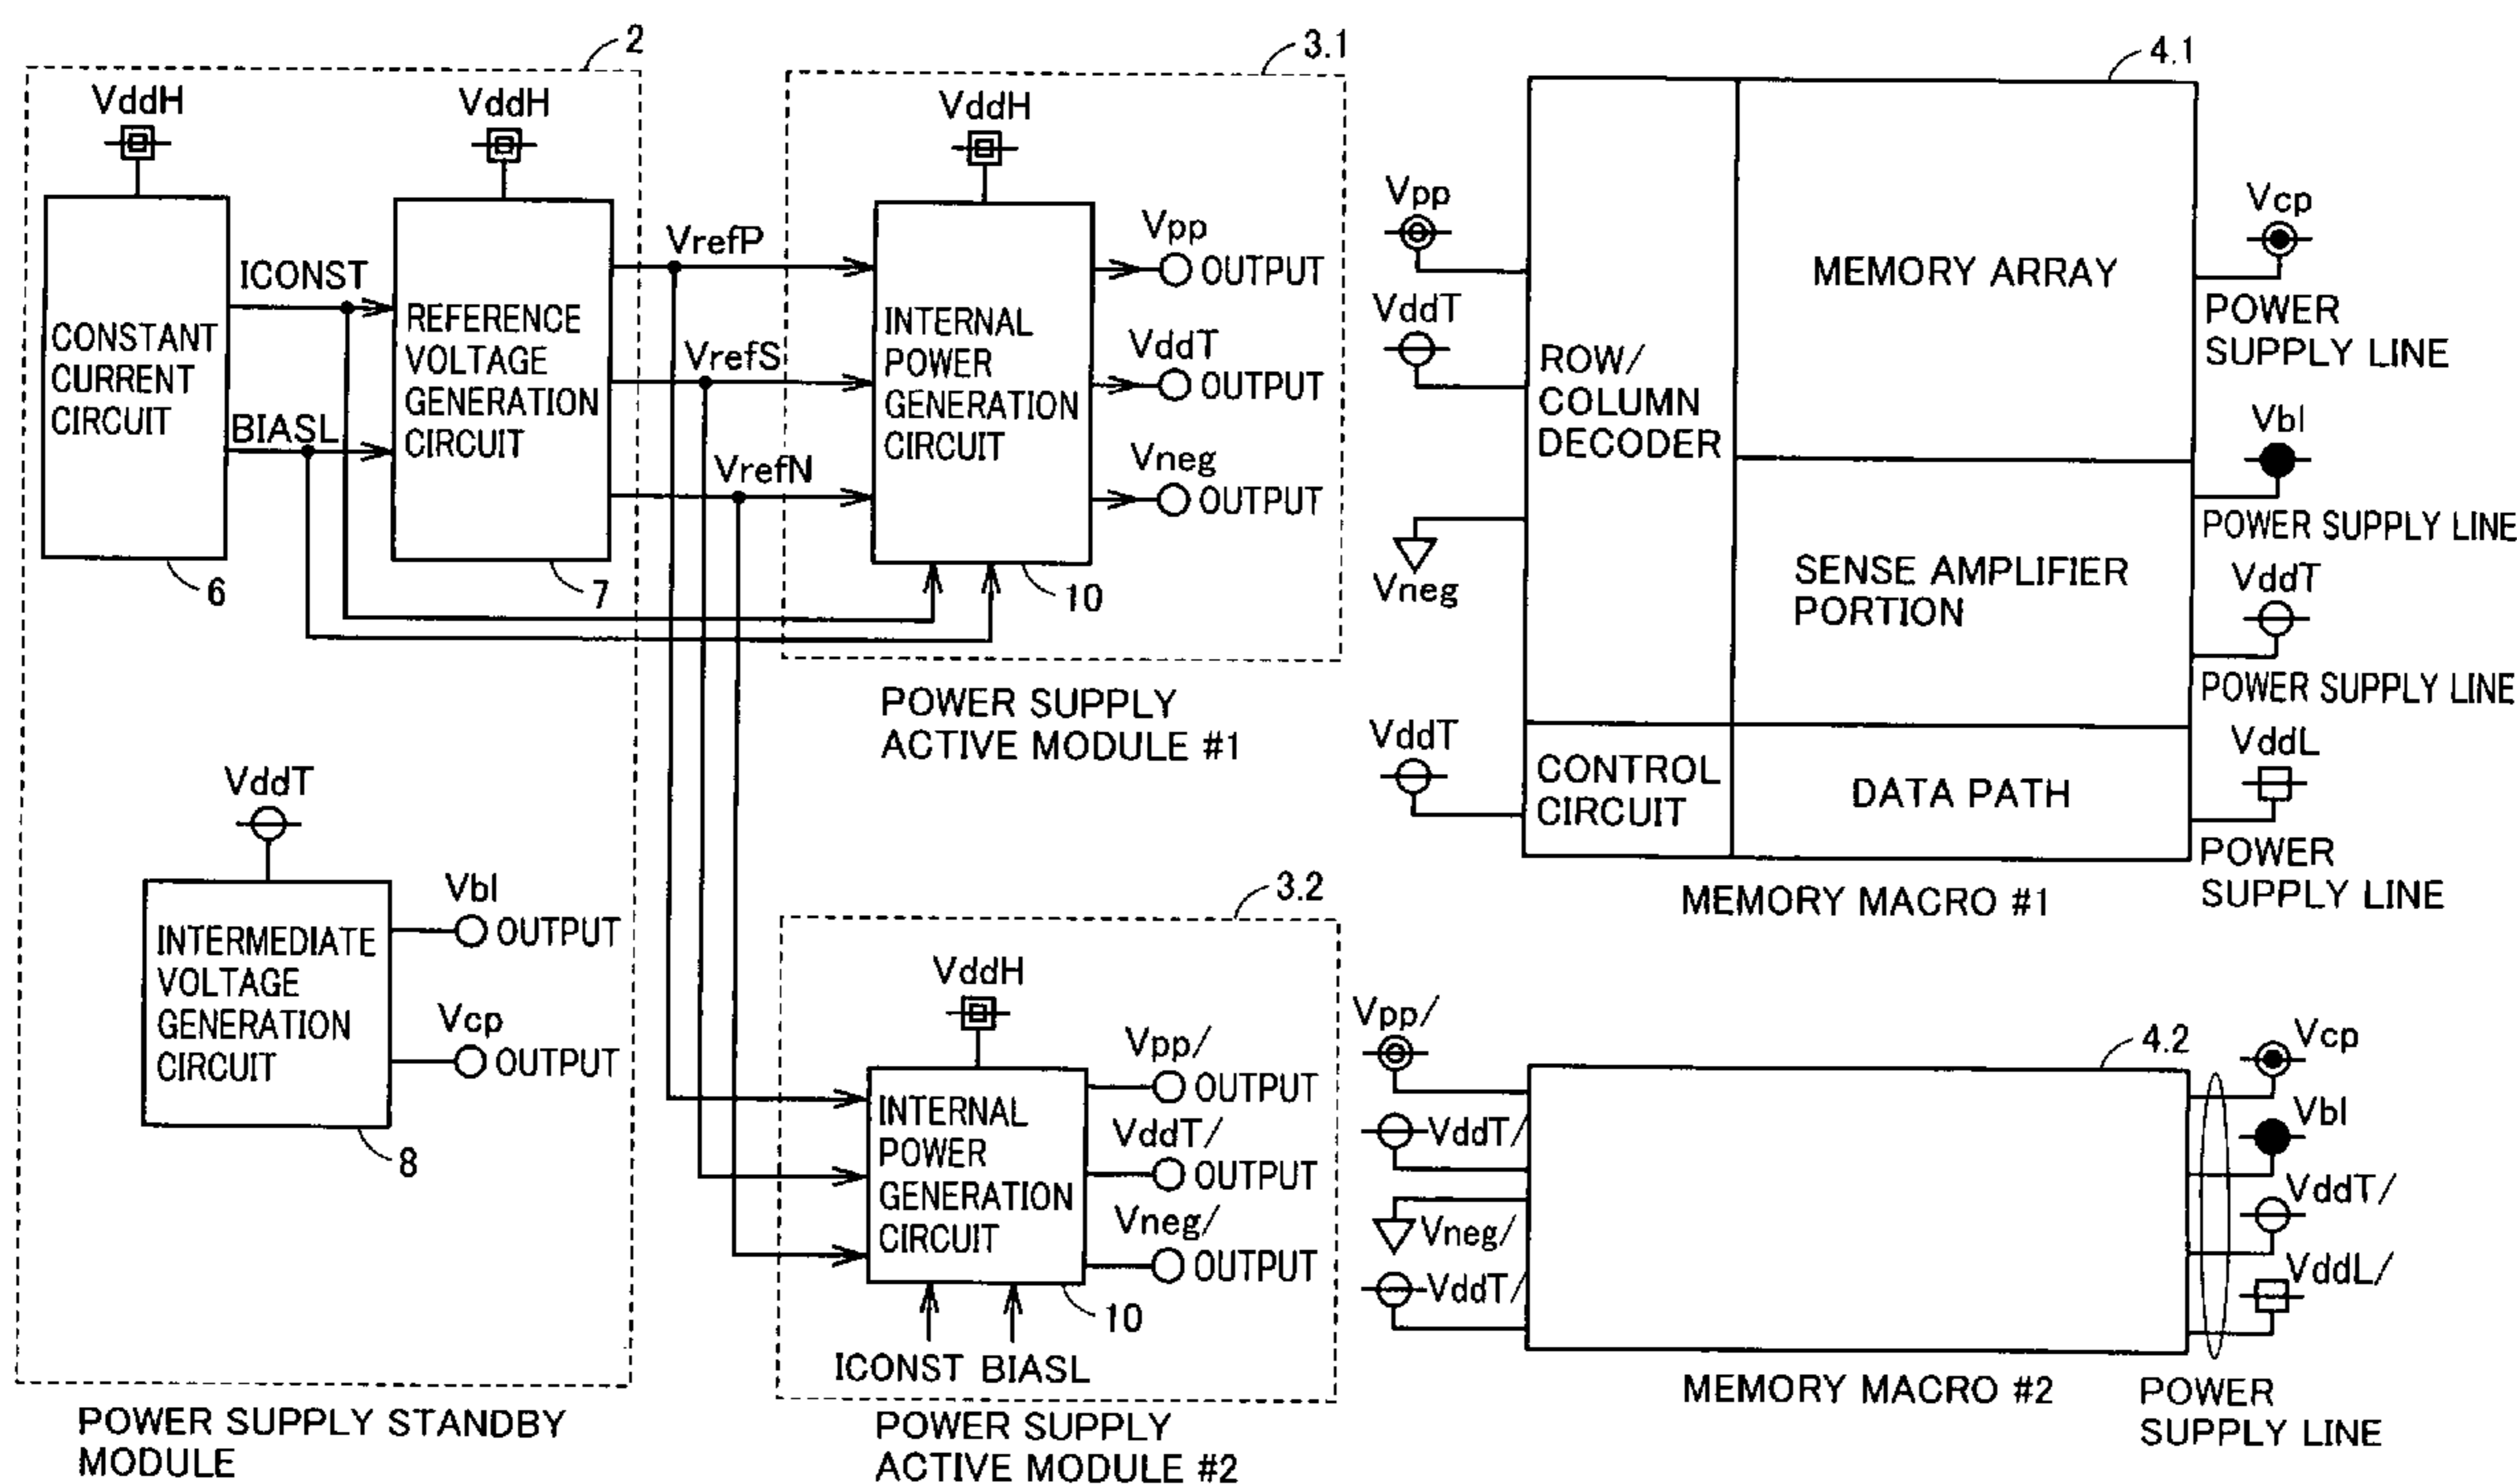 2
VddH
VddH
CONSTANT
CURRENT
CIRCUIT
6
ICONST
BIASL
REFERENCE
VOLTAGE
GENERATION
CIRCUIT
7
VddT
INTERMEDIATE
VOLTAGE
GENERATION
CIRCUIT
8
Vbl
OUTPUT
Vcp
OUTPUT
POWER SUPPLY STANDBY
MODULE
VrefP
VrefS
VrefN
3.1
VddH
INTERNAL
POWER
GENERATION
CIRCUIT
10
Vpp
OUTPUT
VddT
OUTPUT
Vneg
OUTPUT
POWER SUPPLY
ACTIVE MODULE #1
3.2
VddH
INTERNAL
POWER
GENERATION
CIRCUIT
10
Vpp/
OUTPUT
VddT/
OUTPUT
Vneg/
OUTPUT
ICONST BIASL
POWER SUPPLY
ACTIVE MODULE #2
4.1
Vpp
VddT
Vneg
VddT
ROW/
COLUMN
DECODER
MEMORY ARRAY
SENSE AMPLIFIER
PORTION
CONTROL
CIRCUIT
DATA PATH
Vcp
POWER
SUPPLY LINE
Vbl
POWER SUPPLY LINE
VddT
POWER SUPPLY LINE
VddL
POWER
SUPPLY LINE
MEMORY MACRO #1
4.2
Vpp/
VddT/
Vneg/
VddT/
Vcp
Vbl
VddT/
VddL/
MEMORY MACRO #2
POWER
SUPPLY LINE